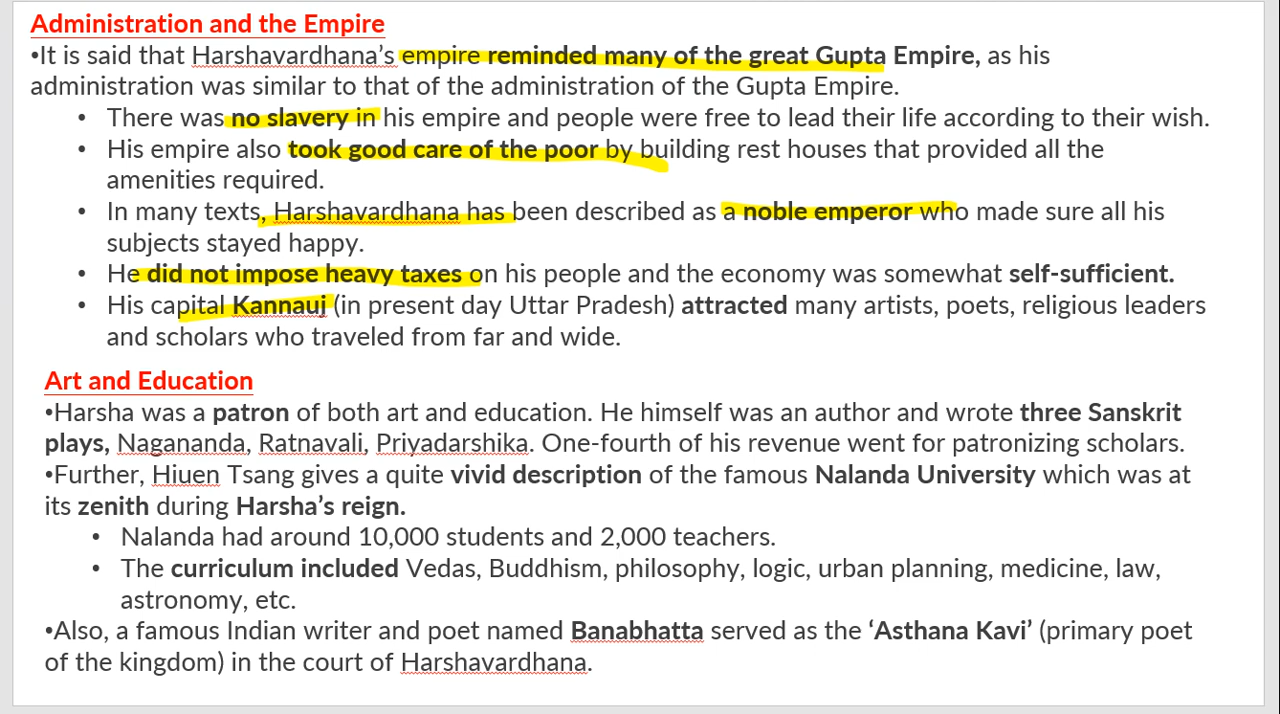 Administration and the Empire
•It is said that Harshavardhana’s empire reminded many of the great Gupta Empire, as his
administration was similar to that of the administration of the Gupta Empire.
• There was no slavery in his empire and people were free to lead their life according to their wish.
• His empire also took good care of the poor by building rest houses that provided all the
amenities required.
• In many texts, Harshavardhana has been described as a noble emperor who made sure all his
subjects stayed happy.
• He did not impose heavy taxes on his people and the economy was somewhat self-sufficient.
• His capital Kannauj (in present day Uttar Pradesh) attracted many artists, poets, religious leaders
and scholars who traveled from far and wide.
Art and Education
•Harsha was a patron of both art and education. He himself was an author and wrote three Sanskrit
plays, Nagananda, Ratnavali, Priyadarshika. One-fourth of his revenue went for patronizing scholars.
•Further, Hiuen Tsang gives a quite vivid description of the famous Nalanda University which was at
its zenith during Harsha’s reign.
• Nalanda had around 10,000 students and 2,000 teachers.
• The curriculum included Vedas, Buddhism, philosophy, logic, urban planning, medicine, law,
astronomy, etc.
•Also, a famous Indian writer and poet named Banabhatta served as the ‘Asthana Kavi’ (primary poet
of the kingdom) in the court of Harshavardhana.